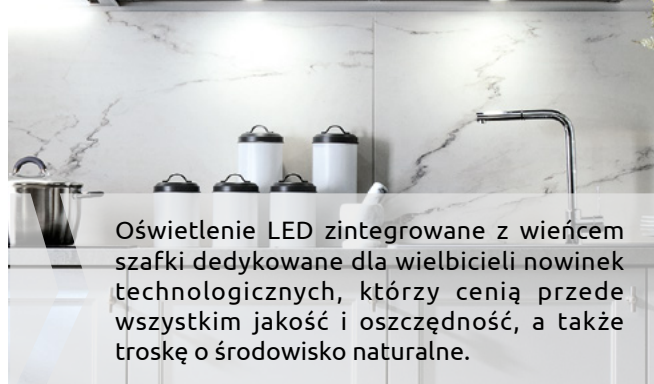 Oświetlenie LED zintegrowane z wieńcem
szafki dedykowane dla wielbicieli nowinek
technologicznych, którzy cenią przede
wszystkim jakość i oszczędność, a także
troskę o środowisko naturalne.